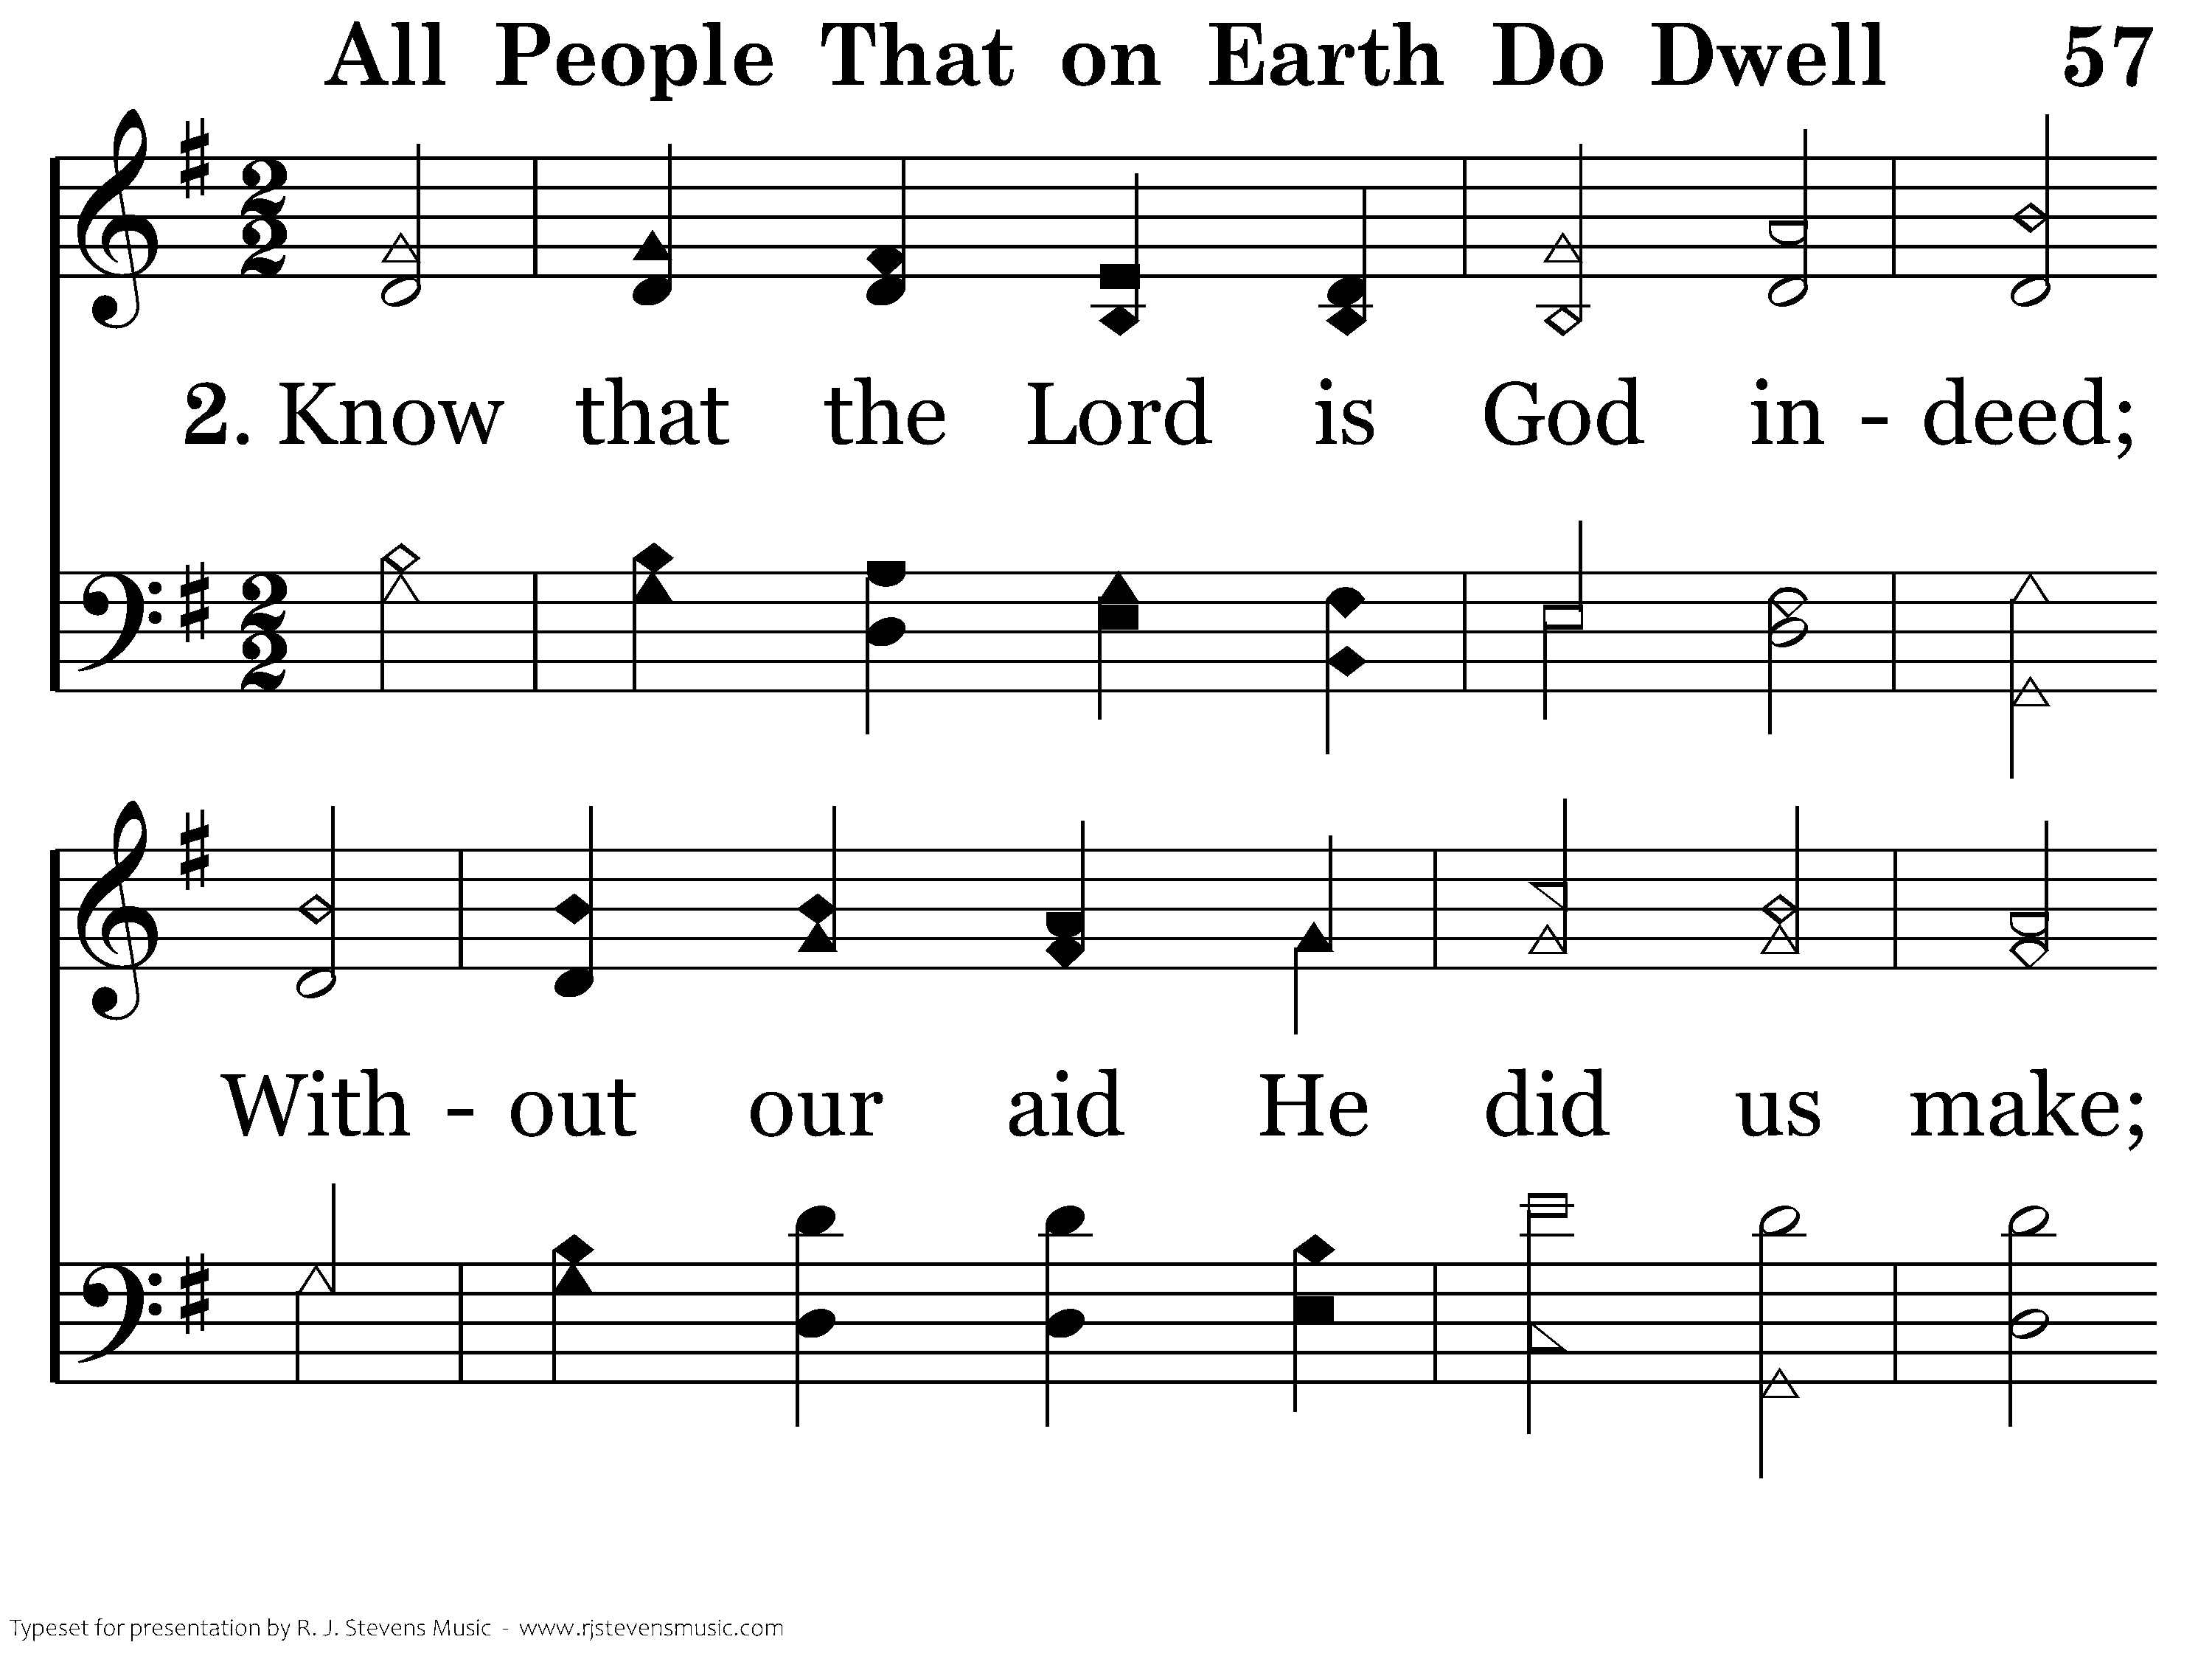 All People That on Earth Do Dwell 57
2. Know that the Lord is God in - deed;
With - out our aid He did us make;
Typeset for presentation by R. J. Stevens Music - www.rjstevensmusic.com